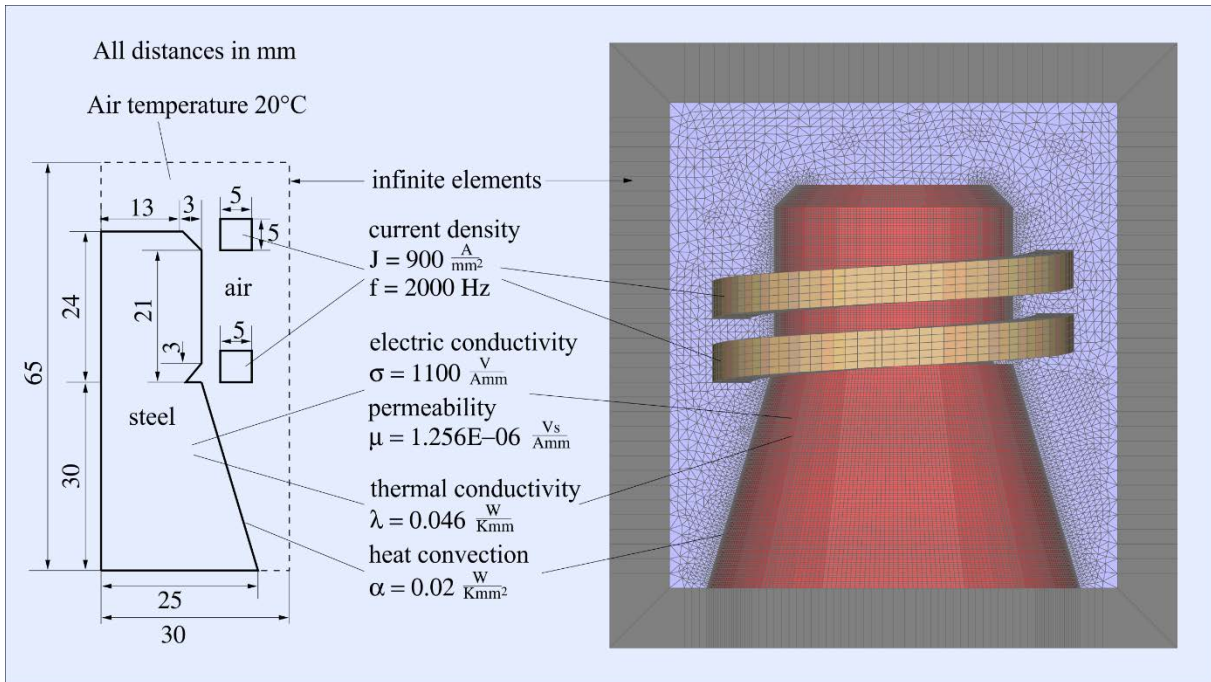 All distances in mm
Air temperature 20°C
infinite elements
13
3
5
5
current density
J = 900 A/mm²
f = 2000 Hz
air
24
21
65
5
3
electric conductivity
σ = 1100 V/Amm
steel
permeability
μ = 1.256E–06 Vs/Amm
30
thermal conductivity
λ = 0.046 W/Kmm
heat convection
α = 0.02 W/Kmm²
25
30